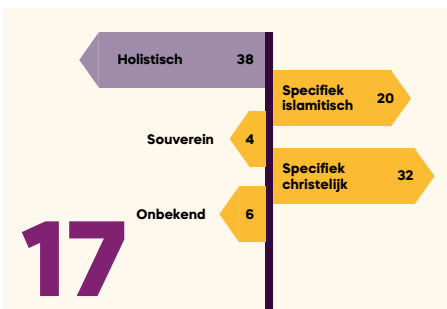 Holistisch 38
Specifiek
islamitisch 20
Souverein 4
Specifiek
christelijk 32
Onbekend 6
17